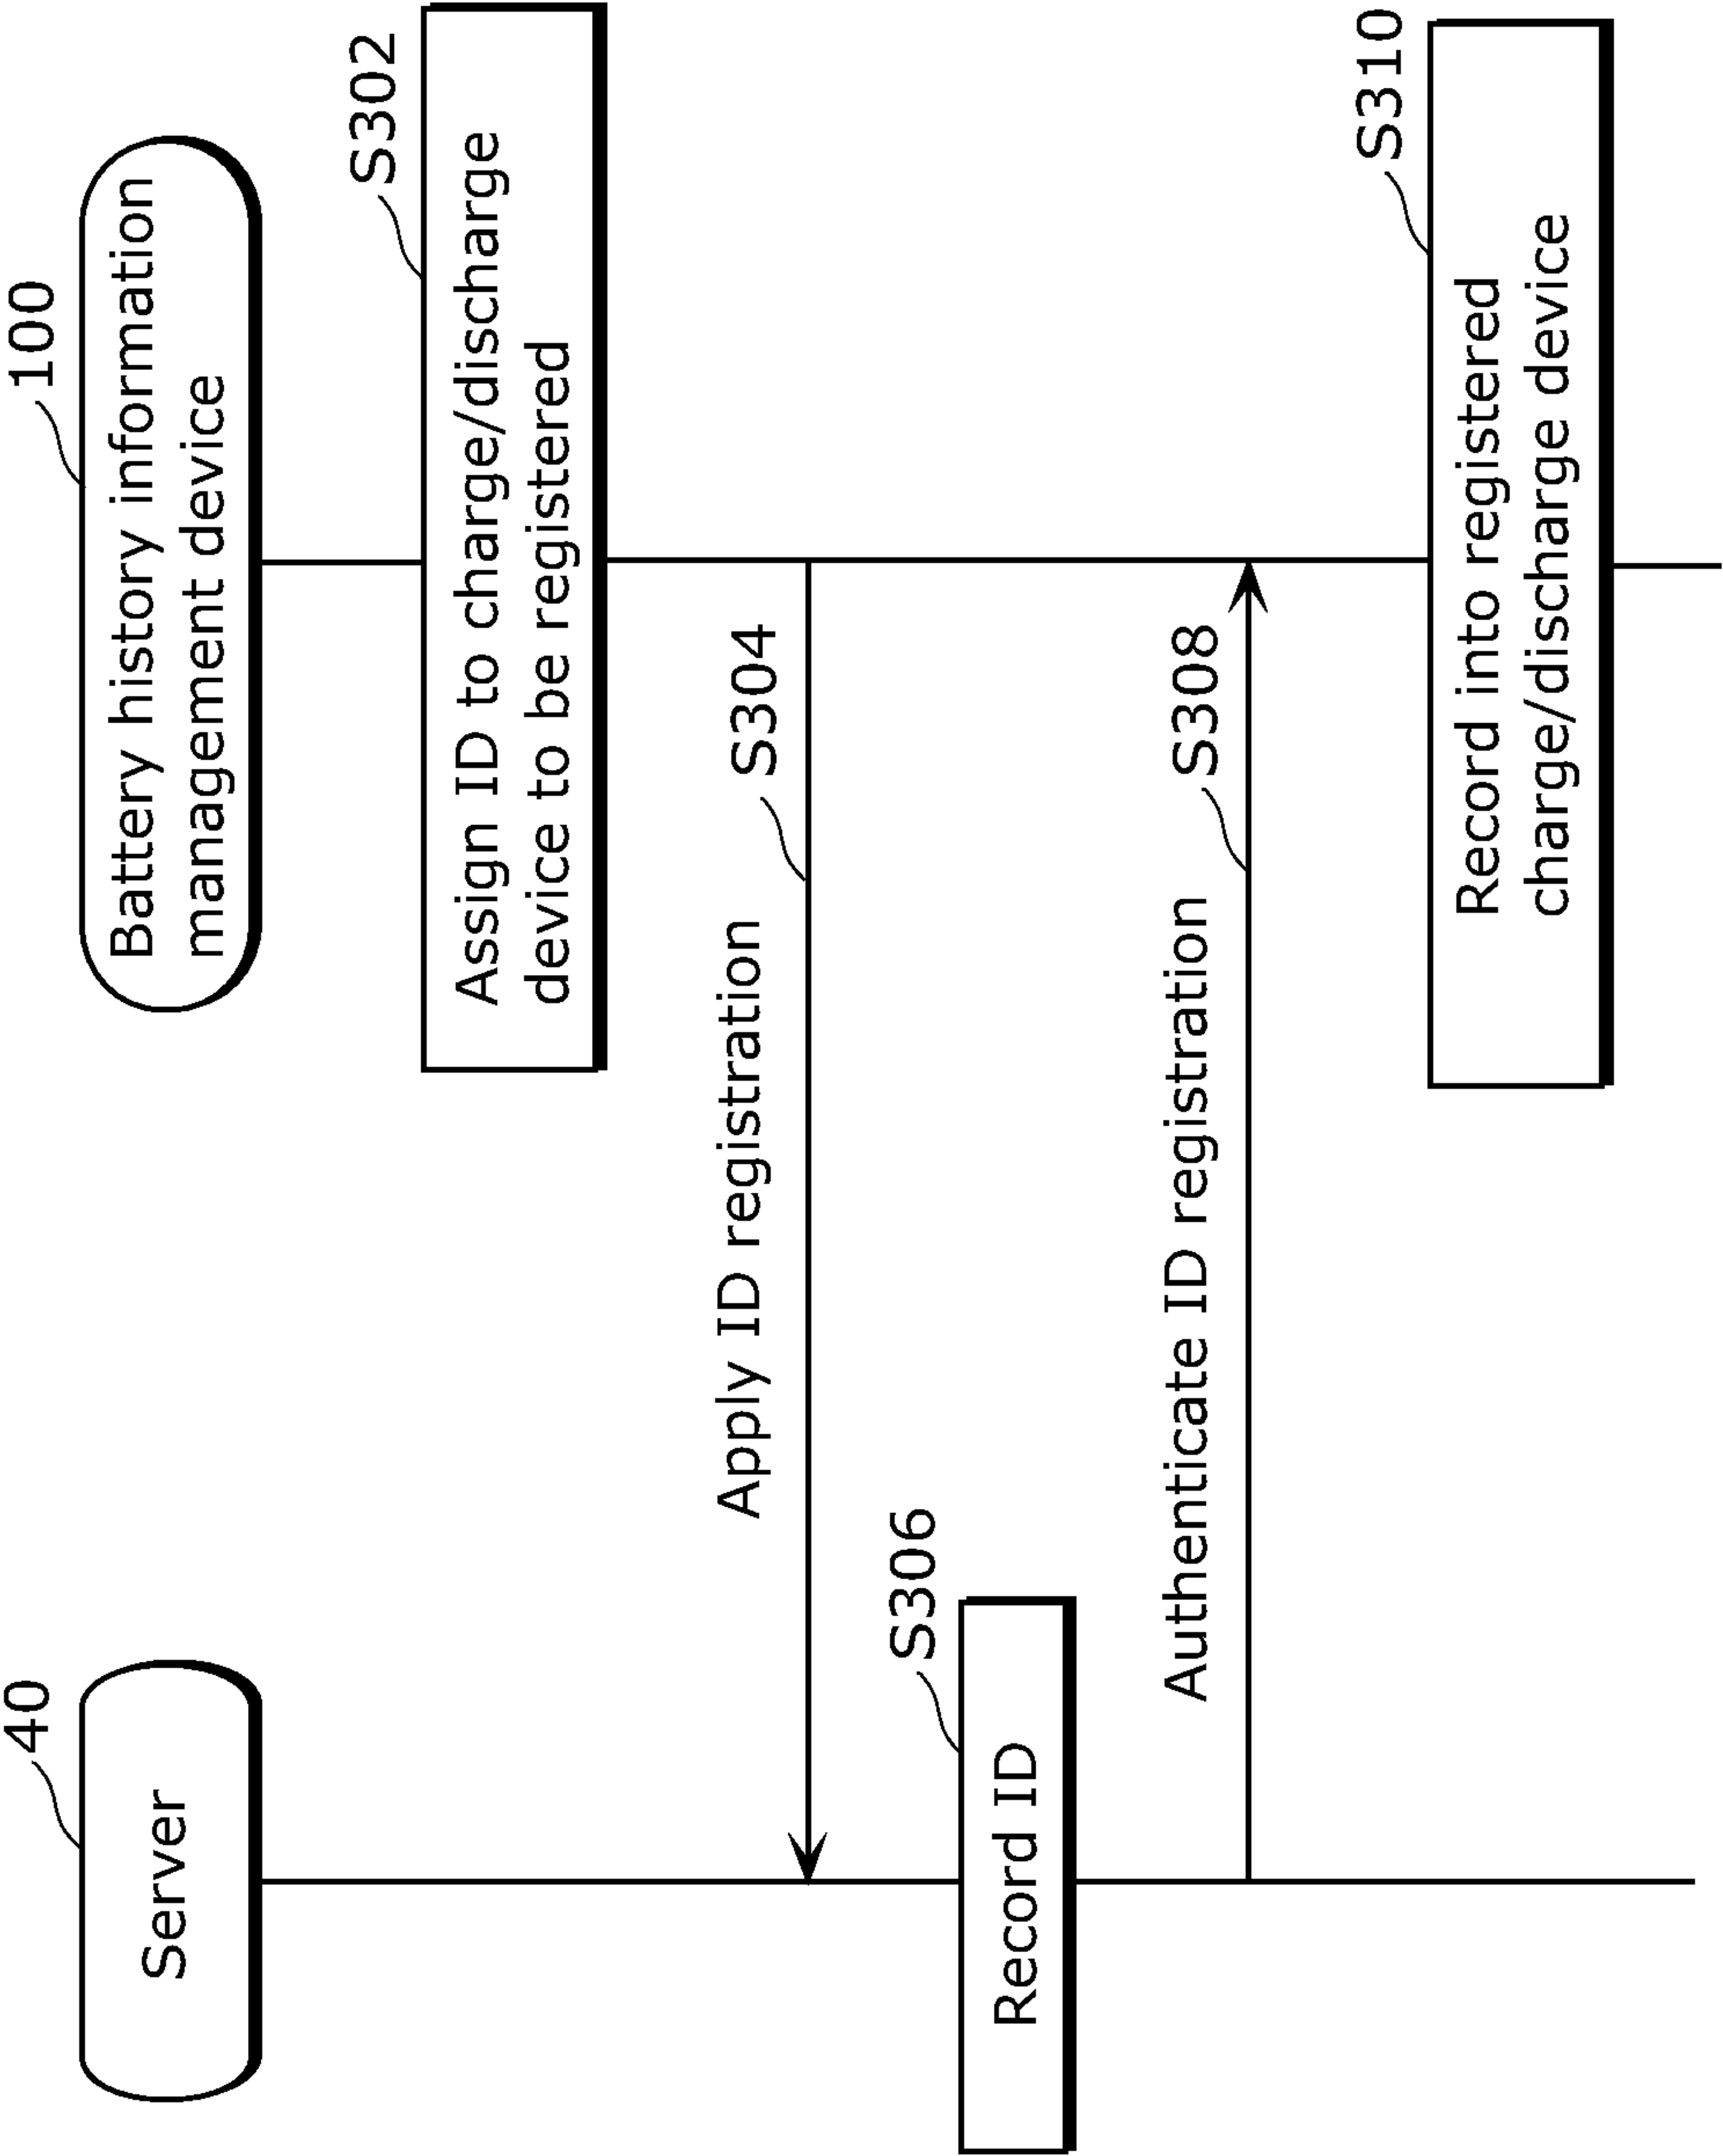 40
100
Server
Battery history information
management device
S302
Assign ID to charge/discharge
device to be registered
Apply ID registration
S304
S306
Record ID
Authenticate ID registration
S308
S310
Record into registered
charge/discharge device